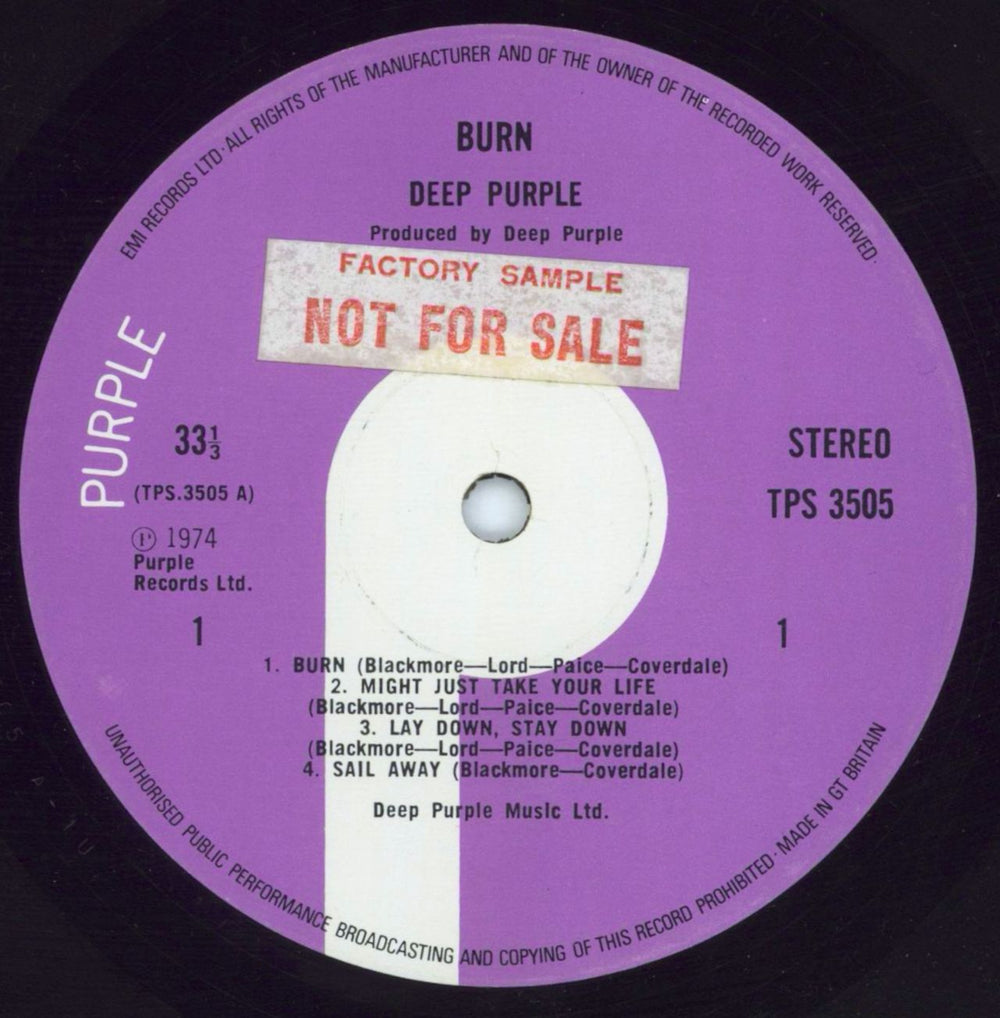 EMI RECORDS LTD · ALL RIGHTS OF THE MANUFACTURER AND OF THE OWNER OF THE RECORDED WORK RESERVED ·
BURN
DEEP PURPLE
Produced by Deep Purple
FACTORY SAMPLE
NOT FOR SALE
PURPLE
33⅓
STEREO
(TPS.3505 A)
TPS 3505
Ⓟ 1974
Purple
Records Ltd.
1
1
1. BURN (Blackmore—Lord—Paice—Coverdale)
2. MIGHT JUST TAKE YOUR LIFE
(Blackmore—Lord—Paice—Coverdale)
3. LAY DOWN, STAY DOWN
(Blackmore—Lord—Paice—Coverdale)
4. SAIL AWAY (Blackmore—Coverdale)
Deep Purple Music Ltd.
UNAUTHORISED PUBLIC PERFORMANCE BROADCASTING AND COPYING OF THIS RECORD PROHIBITED · MADE IN GT BRITAIN